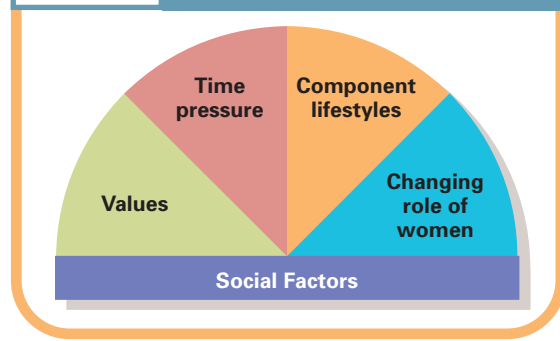 Time
pressure
Component
lifestyles
Values
Changing
role of
women
Social Factors